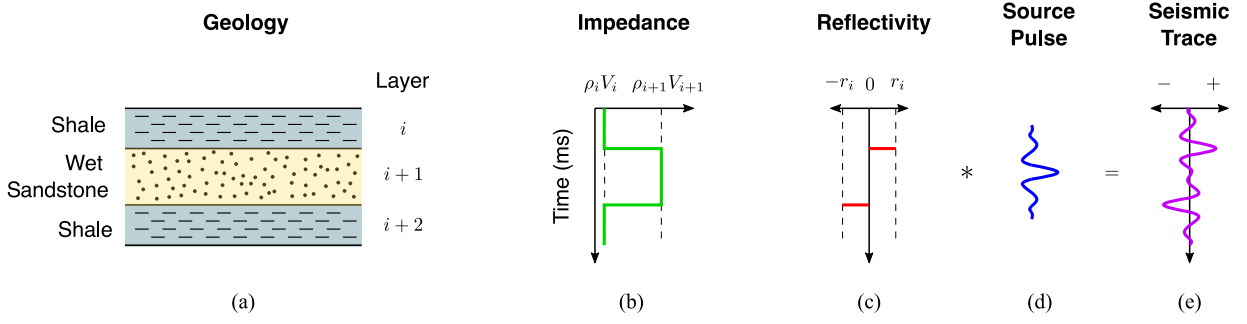 Geology
Impedance
Reflectivity
Source
Pulse
Seismic
Trace
Layer
Shale
Wet
Sandstone
Shale
i
i + 1
i + 2
ρ_iV_i ρ_{i+1}V_{i+1}
Time (ms)
−r_i 0 r_i
*
=
− +
(a) (b) (c) (d) (e)